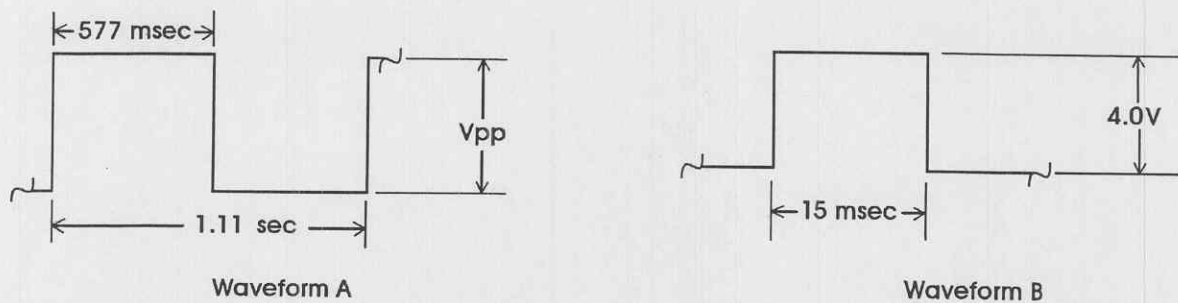 577 msec
Vpp
1.11 sec
Waveform A
4.0V
15 msec
Waveform B